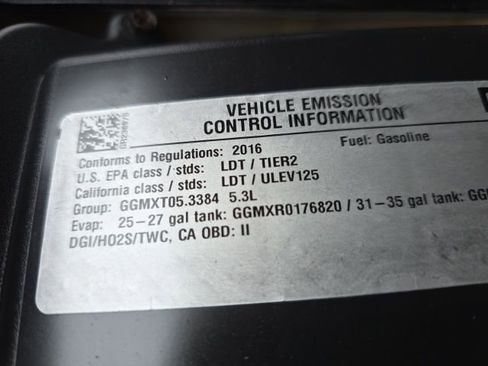 VEHICLE EMISSION
CONTROL INFORMATION
Conforms to Regulations: 2016
Fuel: Gasoline
U.S. EPA class / stds: LDT / TIER2
California class / stds: LDT / ULEV125
Group: GGMXT05.3384 5.3L
Evap: 25-27 gal tank: GGMXR0176820 / 31-35 gal tank:
DGI/HO2S/TWC, CA OBD: II